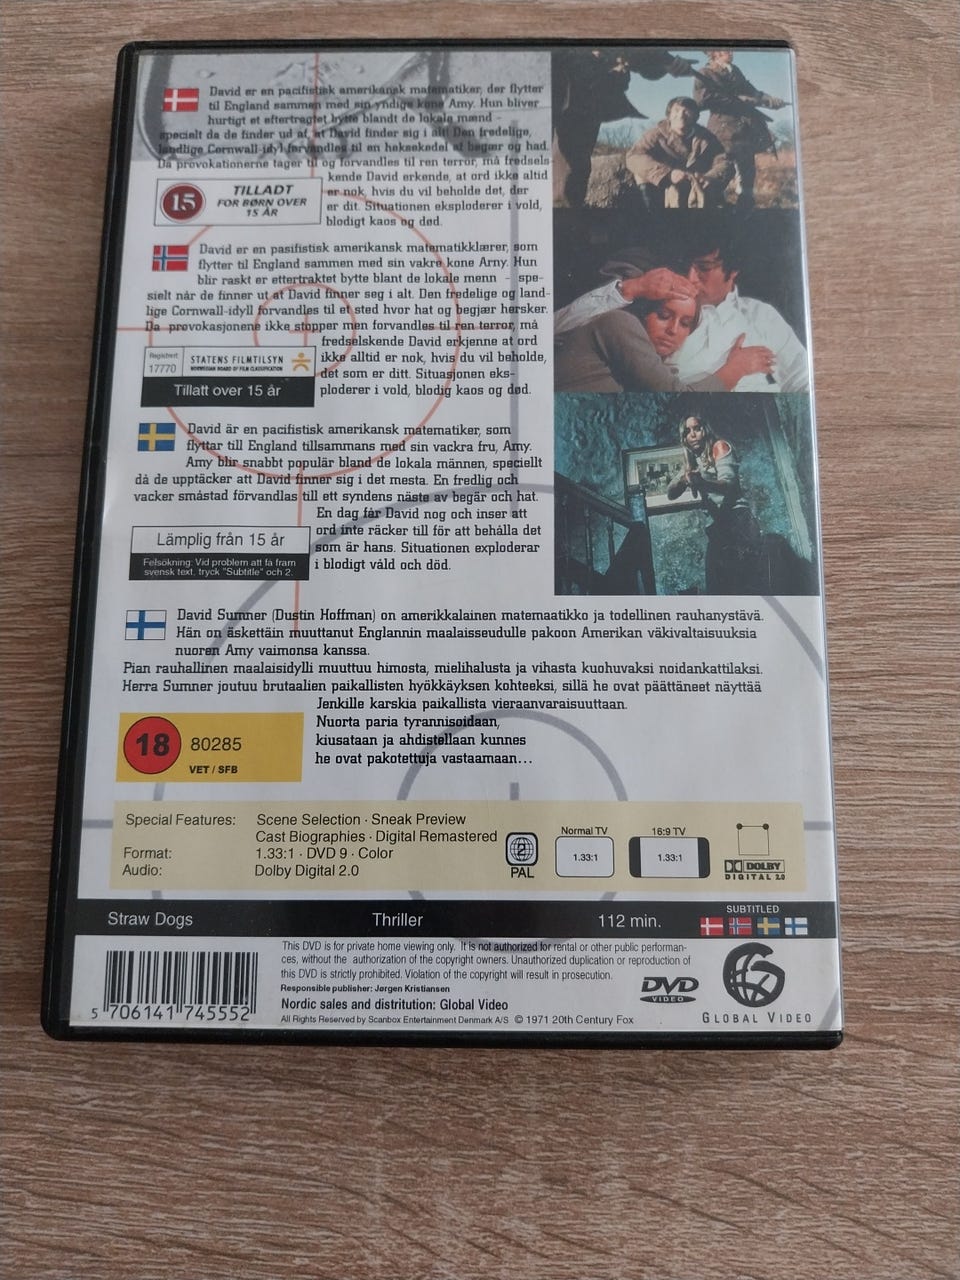 David er en pacifistisk amerikansk matematiker, der flytter
til England sammen med sin yndige kone Amy. Hun bliver
hurtigt et eftertragtet bytte blandt de lokale mænd -
specielt da de finder ud af, at David finder sig i alt! Den fredelige,
landlige Cornwall-idyl forvandles til en heksekedel af begær og had.
Da provokationerne tager til og forvandles til ren terror, må fredsels-
kende David erkende, at ord ikke altid
er nok, hvis du vil beholde det, der
er dit. Situationen eksploderer i vold,
blodigt kaos og død.
15
TILLADT
FOR BØRN OVER
15 ÅR
David er en pasifistisk amerikansk matematikklærer, som
flytter til England sammen med sin vakre kone Arny. Hun
blir raskt er ettertraktet bytte blant de lokale menn - spe-
sielt når de finner ut at David finner seg i alt. Den fredelige og land-
lige Cornwall-idyll forvandles til et sted hvor hat og begjær hersker.
Da provokasjonene ikke stopper men forvandles til ren terror, må
fredselskende David erkjenne at ord
ikke alltid er nok, hvis du vil beholde,
det som er ditt. Situasjonen eks-
ploderer i vold, blodig kaos og død.
Registrert
17770
STATENS FILMTILSYN
NORWEGIAN BOARD OF FILM CLASSIFICATION
Tillatt over 15 år
David är en pacifistisk amerikansk matematiker, som
flyttar till England tillsammans med sin vackra fru, Amy.
Amy blir snabbt populär bland de lokala männen, speciellt
då de upptäcker att David finner sig i det mesta. En fredlig och
vacker småstad förvandlas till ett syndens näste av begär och hat.
En dag får David nog och inser att
ord inte räcker till för att behålla det
som är hans. Situationen exploderar
i blodigt våld och död.
Lämplig från 15 år
Felsökning: Vid problem att få fram
svensk text, tryck "Subtitle" och 2.
David Sumner (Dustin Hoffman) on amerikkalainen matemaatikko ja todellinen rauhanystävä.
Hän on äskettäin muuttanut Englannin maalaisseudulle pakoon Amerikan väkivaltaisuuksia
nuoren Amy vaimonsa kanssa.
Pian rauhallinen maalaisidylli muuttuu himosta, mielihalusta ja vihasta kuohuvaksi noidankattilaksi.
Herra Sumner joutuu brutaalien paikallisten hyökkäyksen kohteeksi, sillä he ovat päättäneet näyttää
Jenkille karskia paikallista vieraanvaraisuuttaan.
Nuorta paria tyrannisoidaan,
kiusataan ja ahdistellaan kunnes
he ovat pakotettuja vastaamaan...
18
80285
VET / SFB
Special Features: Scene Selection · Sneak Preview
Cast Biographies · Digital Remastered
Format: 1.33:1 · DVD 9 · Color
Audio: Dolby Digital 2.0
2
PAL
Normal TV
1.33:1
16:9 TV
1.33:1
DOLBY
DIGITAL 2.0
Straw Dogs Thriller 112 min.
SUBTITLED
This DVD is for private home viewing only. It is not authorized for rental or other public performan-
ces, without the authorization of the copyright owners. Unauthorized duplication or reproduction of
this DVD is strictly prohibited. Violation of the copyright will result in prosecution.
Responsible publisher: Jørgen Kristiansen
Nordic sales and distrition: Global Video
All Rights Reserved by Scanbox Entertainment Denmark A/S © 1971 20th Century Fox
5 706141 745552
DVD
VIDEO
GLOBAL VIDEO